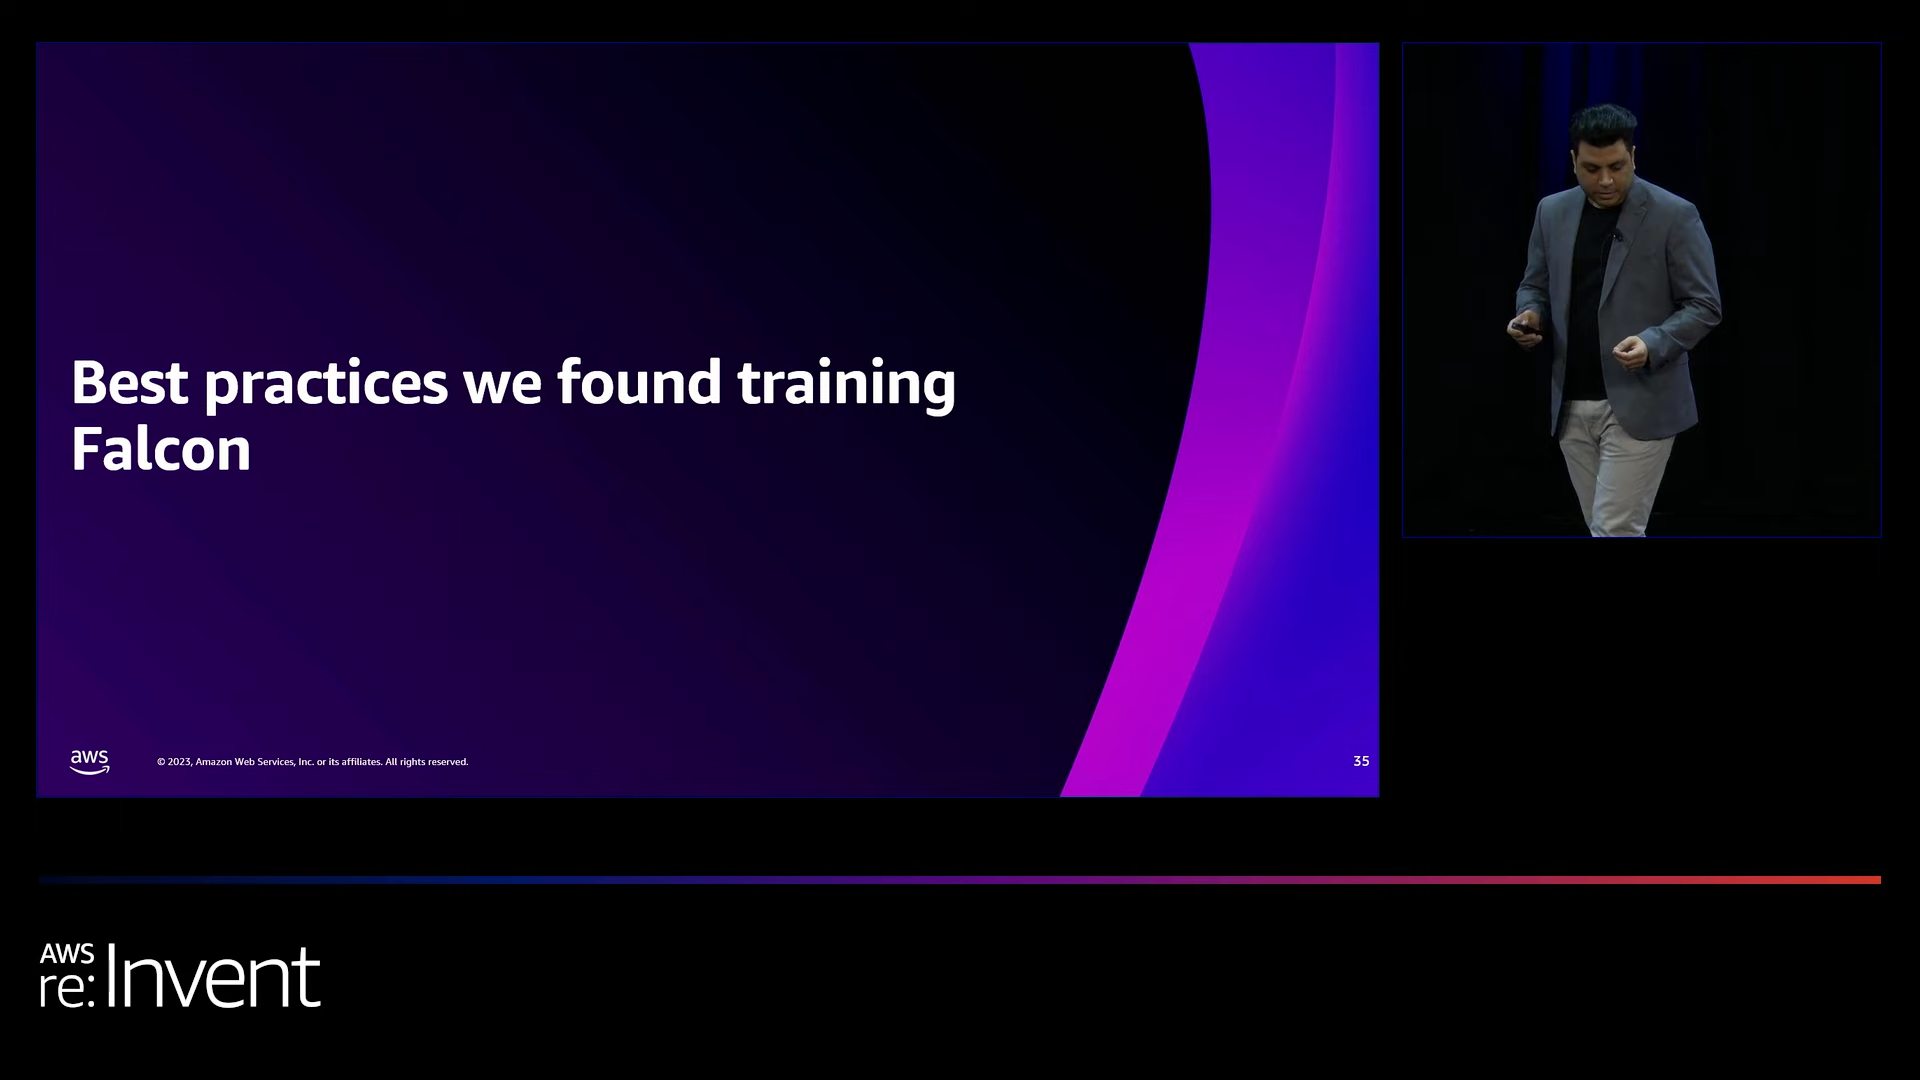 Best practices we found training
Falcon
aws
© 2023, Amazon Web Services, Inc. or its affiliates. All rights reserved.
35
AWS
re:Invent